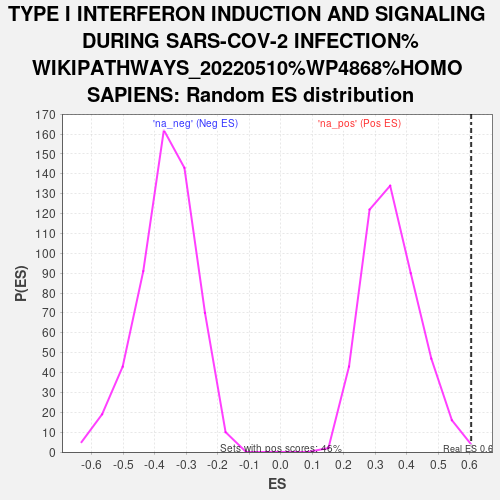 TYPE I INTERFERON INDUCTION AND SIGNALING
DURING SARS-COV-2 INFECTION%
WIKIPATHWAYS_20220510%WP4868%HOMO
SAPIENS: Random ES distribution
'na_neg' (Neg ES)
'na_pos' (Pos ES)
P(ES)
170
160
150
140
130
120
110
100
90
80
70
60
50
40
30
20
10
0
Sets with pos scores: 46%
Real ES 0.6
-0.6 -0.5 -0.4 -0.3 -0.2 -0.1 0.0 0.1 0.2 0.3 0.4 0.5 0.6
ES